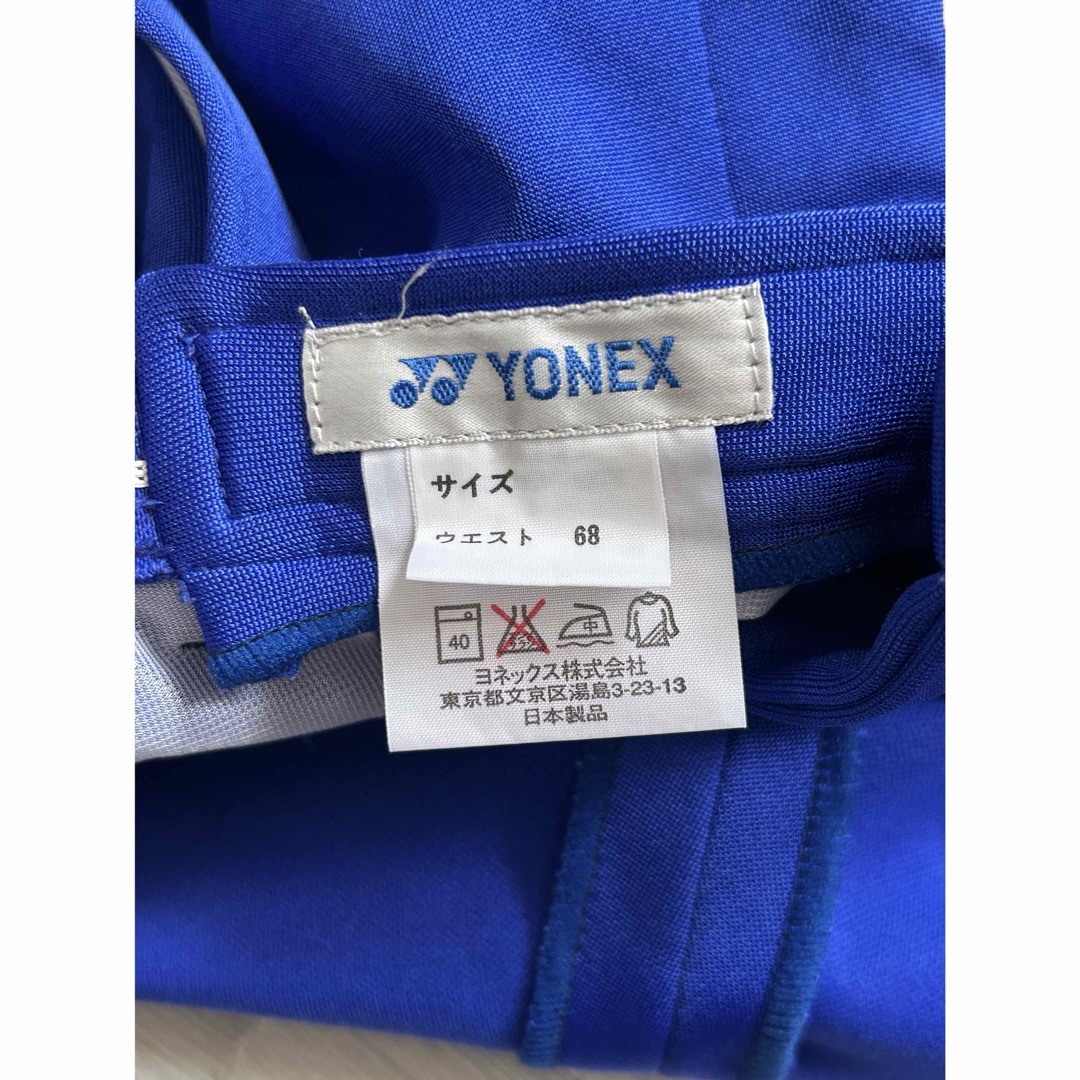 YONEX
サイズ
ウエスト 68
40 中
ヨネックス株式会社
東京都文京区湯島3-23-13
日本製品